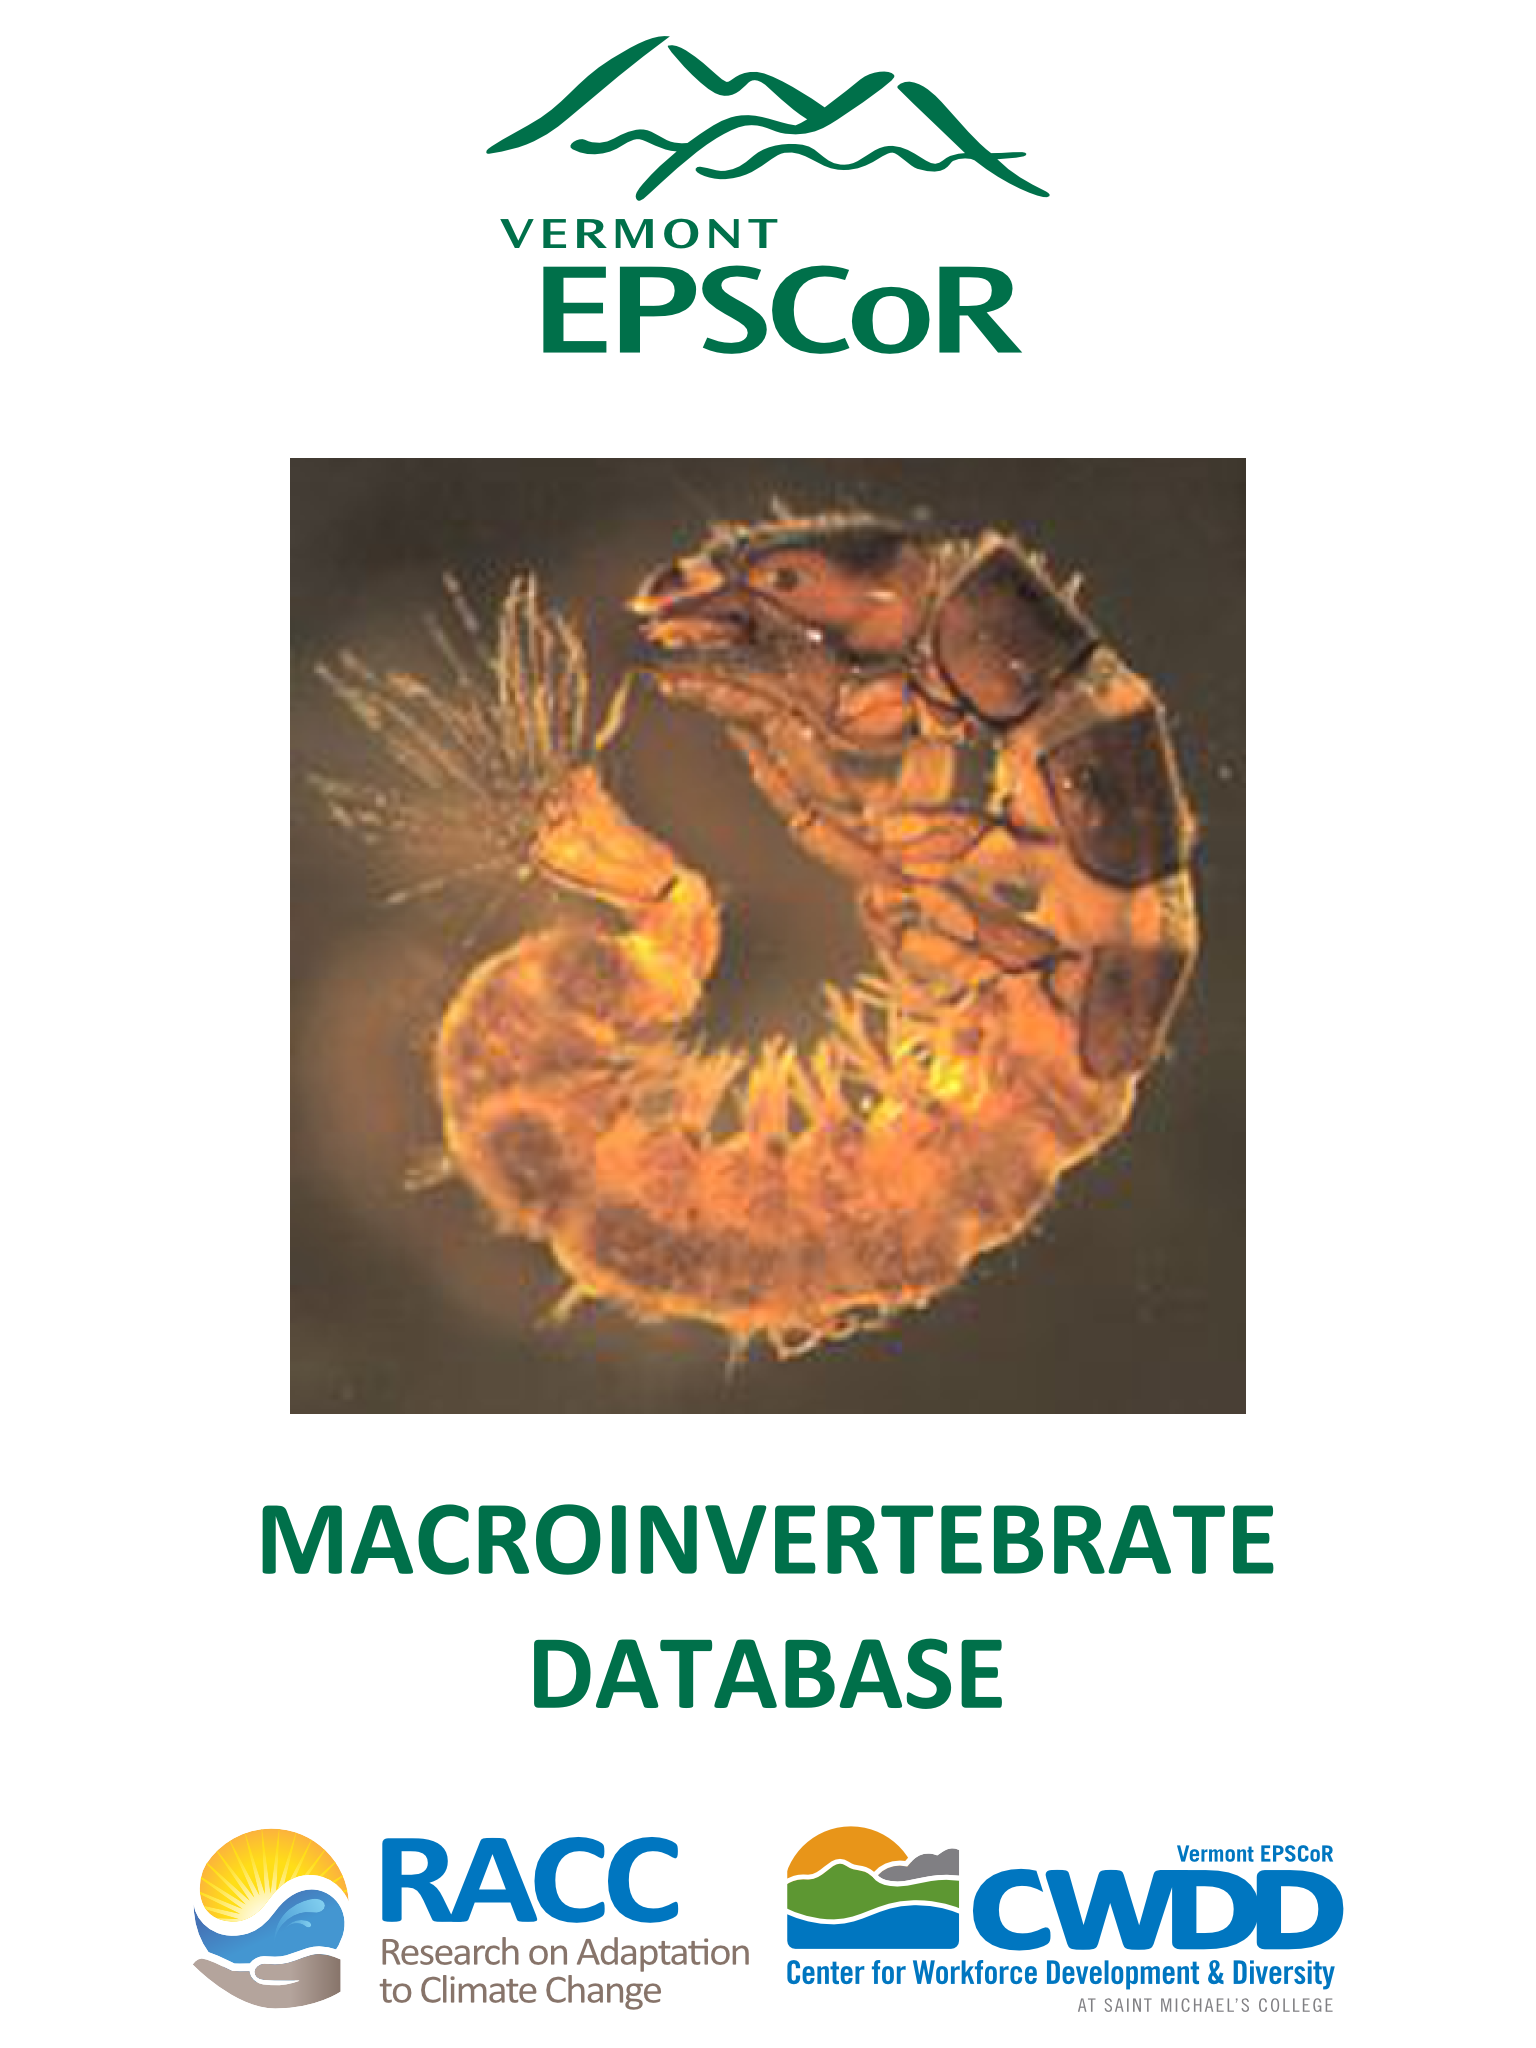 VERMONT
EPSCoR
MACROINVERTEBRATE
DATABASE
RACC
Research on Adaptation
to Climate Change
Vermont EPSCoR
CWDD
Center for Workforce Development & Diversity
AT SAINT MICHAEL'S COLLEGE